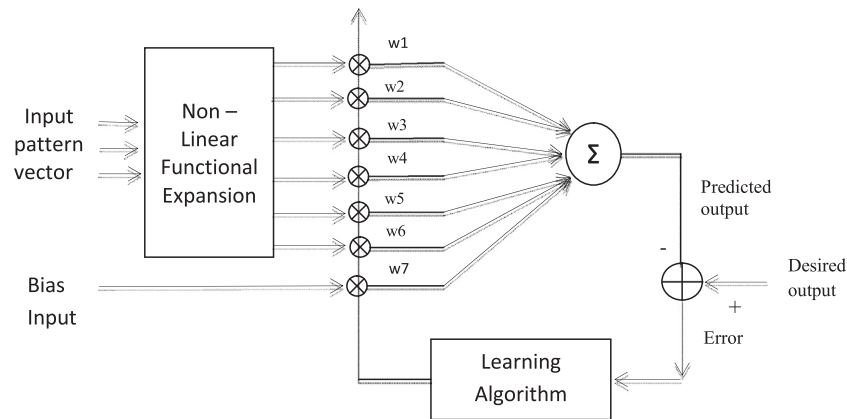 Input
pattern
vector
Non –
Linear
Functional
Expansion
w1
w2
w3
w4
w5
w6
w7
Σ
Predicted
output
-
Desired
output
+
Error
Bias
Input
Learning
Algorithm